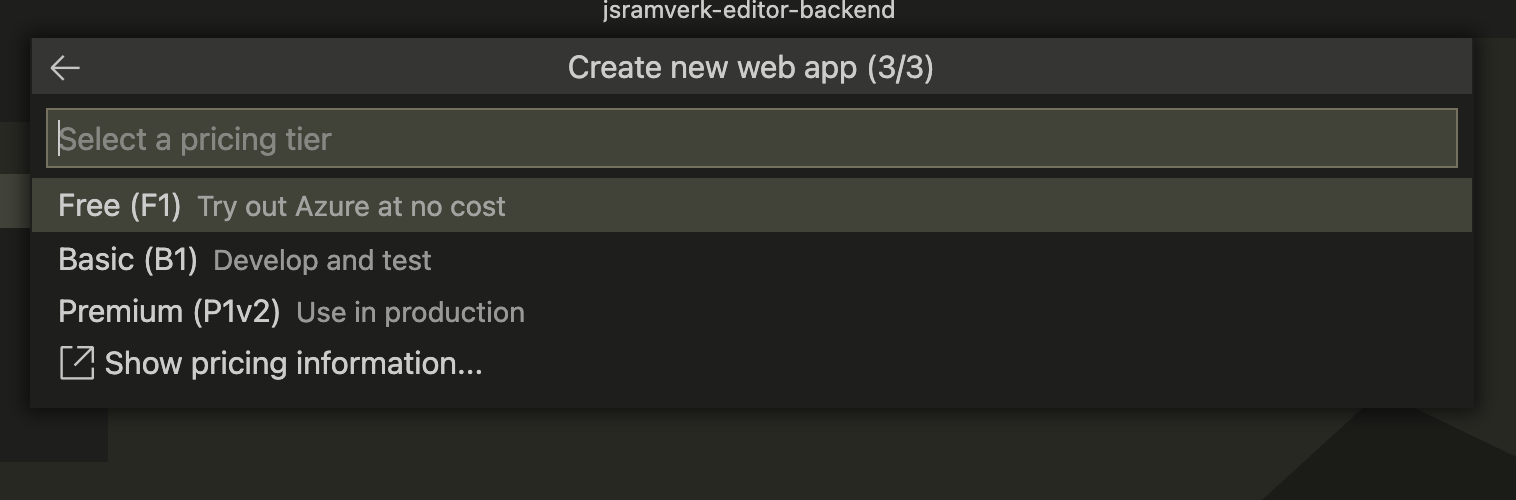 jsramverk-editor-backend
Create new web app (3/3)
Select a pricing tier
Free (F1) Try out Azure at no cost
Basic (B1) Develop and test
Premium (P1v2) Use in production
Show pricing information...